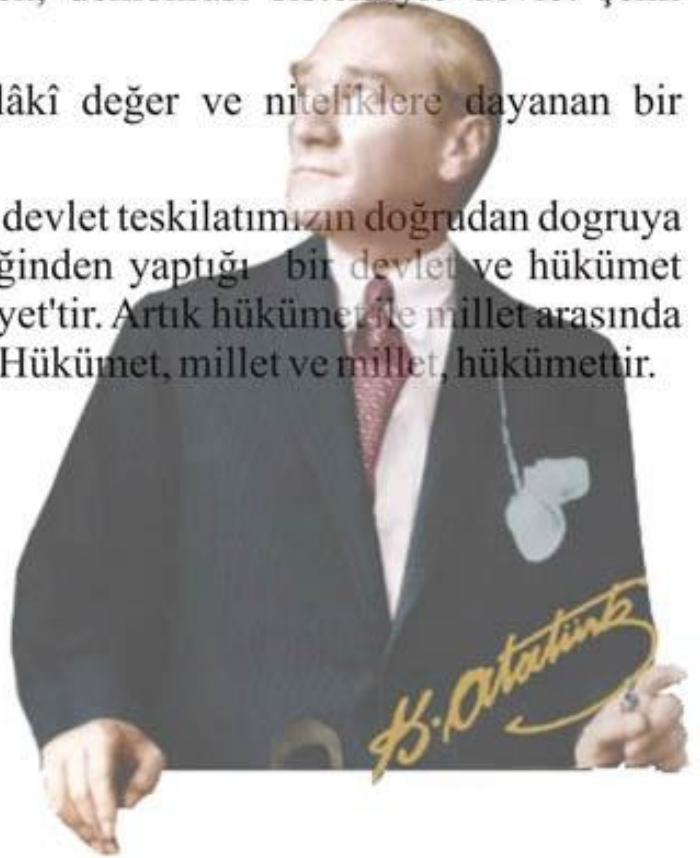 lâkî değer ve niteliklere dayanan bir
devlet teskilatımızın doğrudan dogruya
ğinden yaptığı bir devlet ve hükümet
yet'tir. Artık hükümet ile millet arasında
Hükümet, millet ve millet, hükümettir.
K. Atatürk